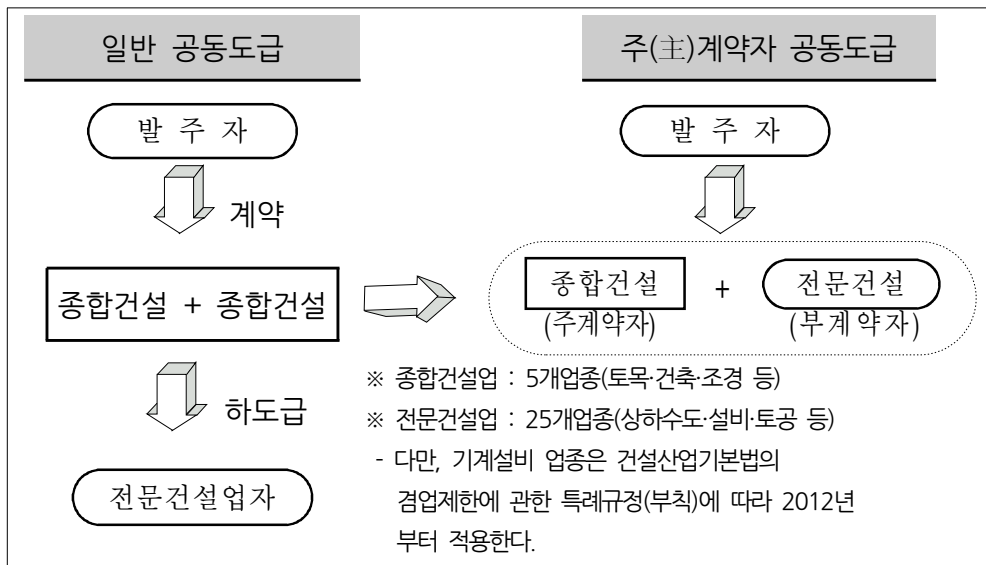 일반 공동도급
주(主)계약자 공동도급
발 주 자
발 주 자
계약
종합건설 + 종합건설
종합건설
(주계약자)
+
전문건설
(부계약자)
하도급
전문건설업자
※ 종합건설업 : 5개업종(토목·건축·조경 등)
※ 전문건설업 : 25개업종(상하수도·설비·토공 등)
- 다만, 기계설비 업종은 건설산업기본법의
겸업제한에 관한 특례규정(부칙)에 따라 2012년
부터 적용한다.